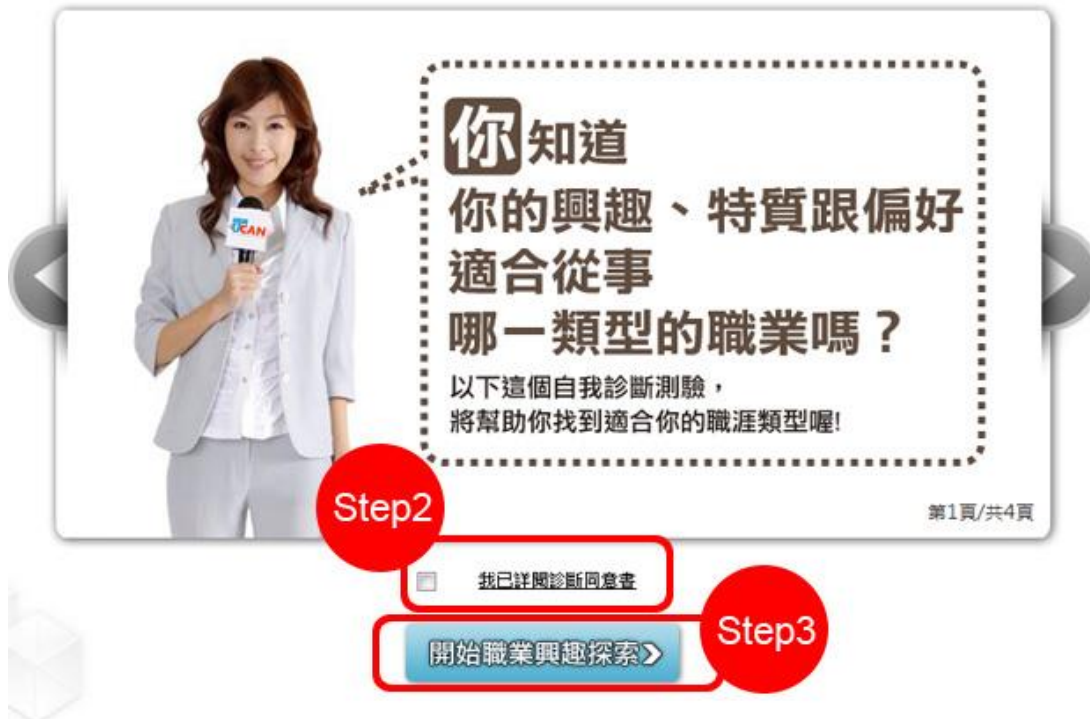 UCAN
你知道
你的興趣、特質跟偏好
適合從事
哪一類型的職業嗎？
以下這個自我診斷測驗，
將幫助你找到適合你的職涯類型喔!
第1頁/共4頁
Step2
我已詳閱診斷同意書
Step3
開始職業興趣探索